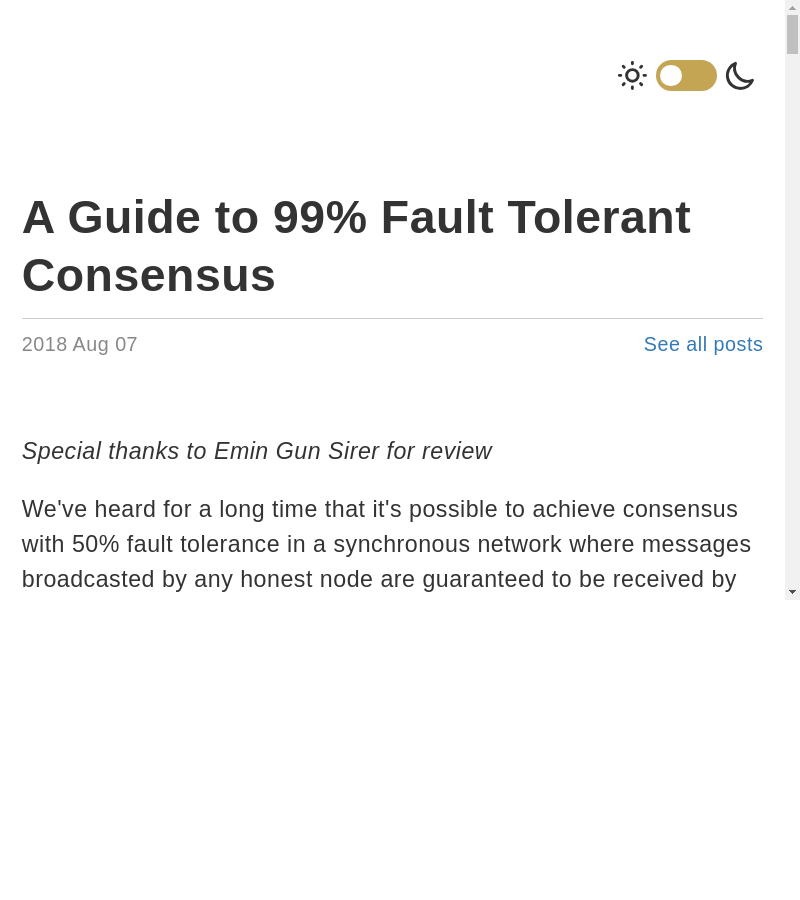 A Guide to 99% Fault Tolerant
Consensus
2018 Aug 07
See all posts
Special thanks to Emin Gun Sirer for review
We've heard for a long time that it's possible to achieve consensus
with 50% fault tolerance in a synchronous network where messages
broadcasted by any honest node are guaranteed to be received by